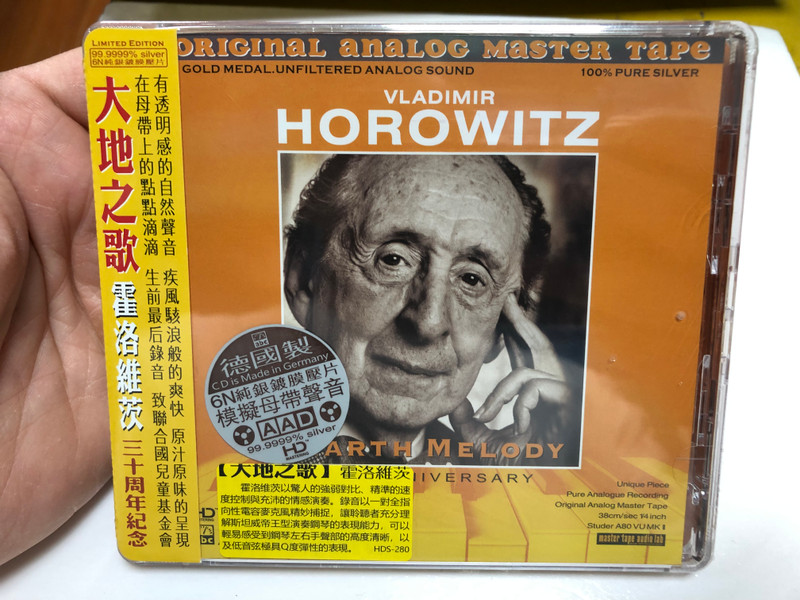 LIMITED EDITION
99.9999% silver
6N純銀鍍膜壓片
大地之歌 霍洛維茨 三十周年紀念
有透明感的自然聲音
在母帶上的點點滴滴
疾風駭浪般的爽快 原汁原味的呈現
生前最后錄音 致聯合國兒童基金會
ORIGINAL ANALOG MASTER TAPE
GOLD MEDAL.UNFILTERED ANALOG SOUND
100% PURE SILVER
VLADIMIR
HOROWITZ
abc
德國製
CD is Made in Germany
6N純銀鍍膜壓片
模擬母帶聲音
AAD
99.9999% silver
HD
MASTERING
ARTH MELODY
NIVERSARY
【大地之歌】霍洛維茨
霍洛維茨以驚人的強弱對比，精準的速
度控制與充沛的情感演奏。錄音以一對全指
向性電容麥克風精妙捕捉，讓聆聽者充分理
解斯坦威帝王型演奏鋼琴的表現能力，可以
輕易感受到鋼琴左右手聲部的高度清晰，以
及低音弦極具Q度彈性的表現。
HDS-280
HD
bc
Unique Piece
Pure Analogue Recording
Original Analog Master Tape
38cm/sec 1/4 inch
Studer A80 VU MK II
master tape audio lab